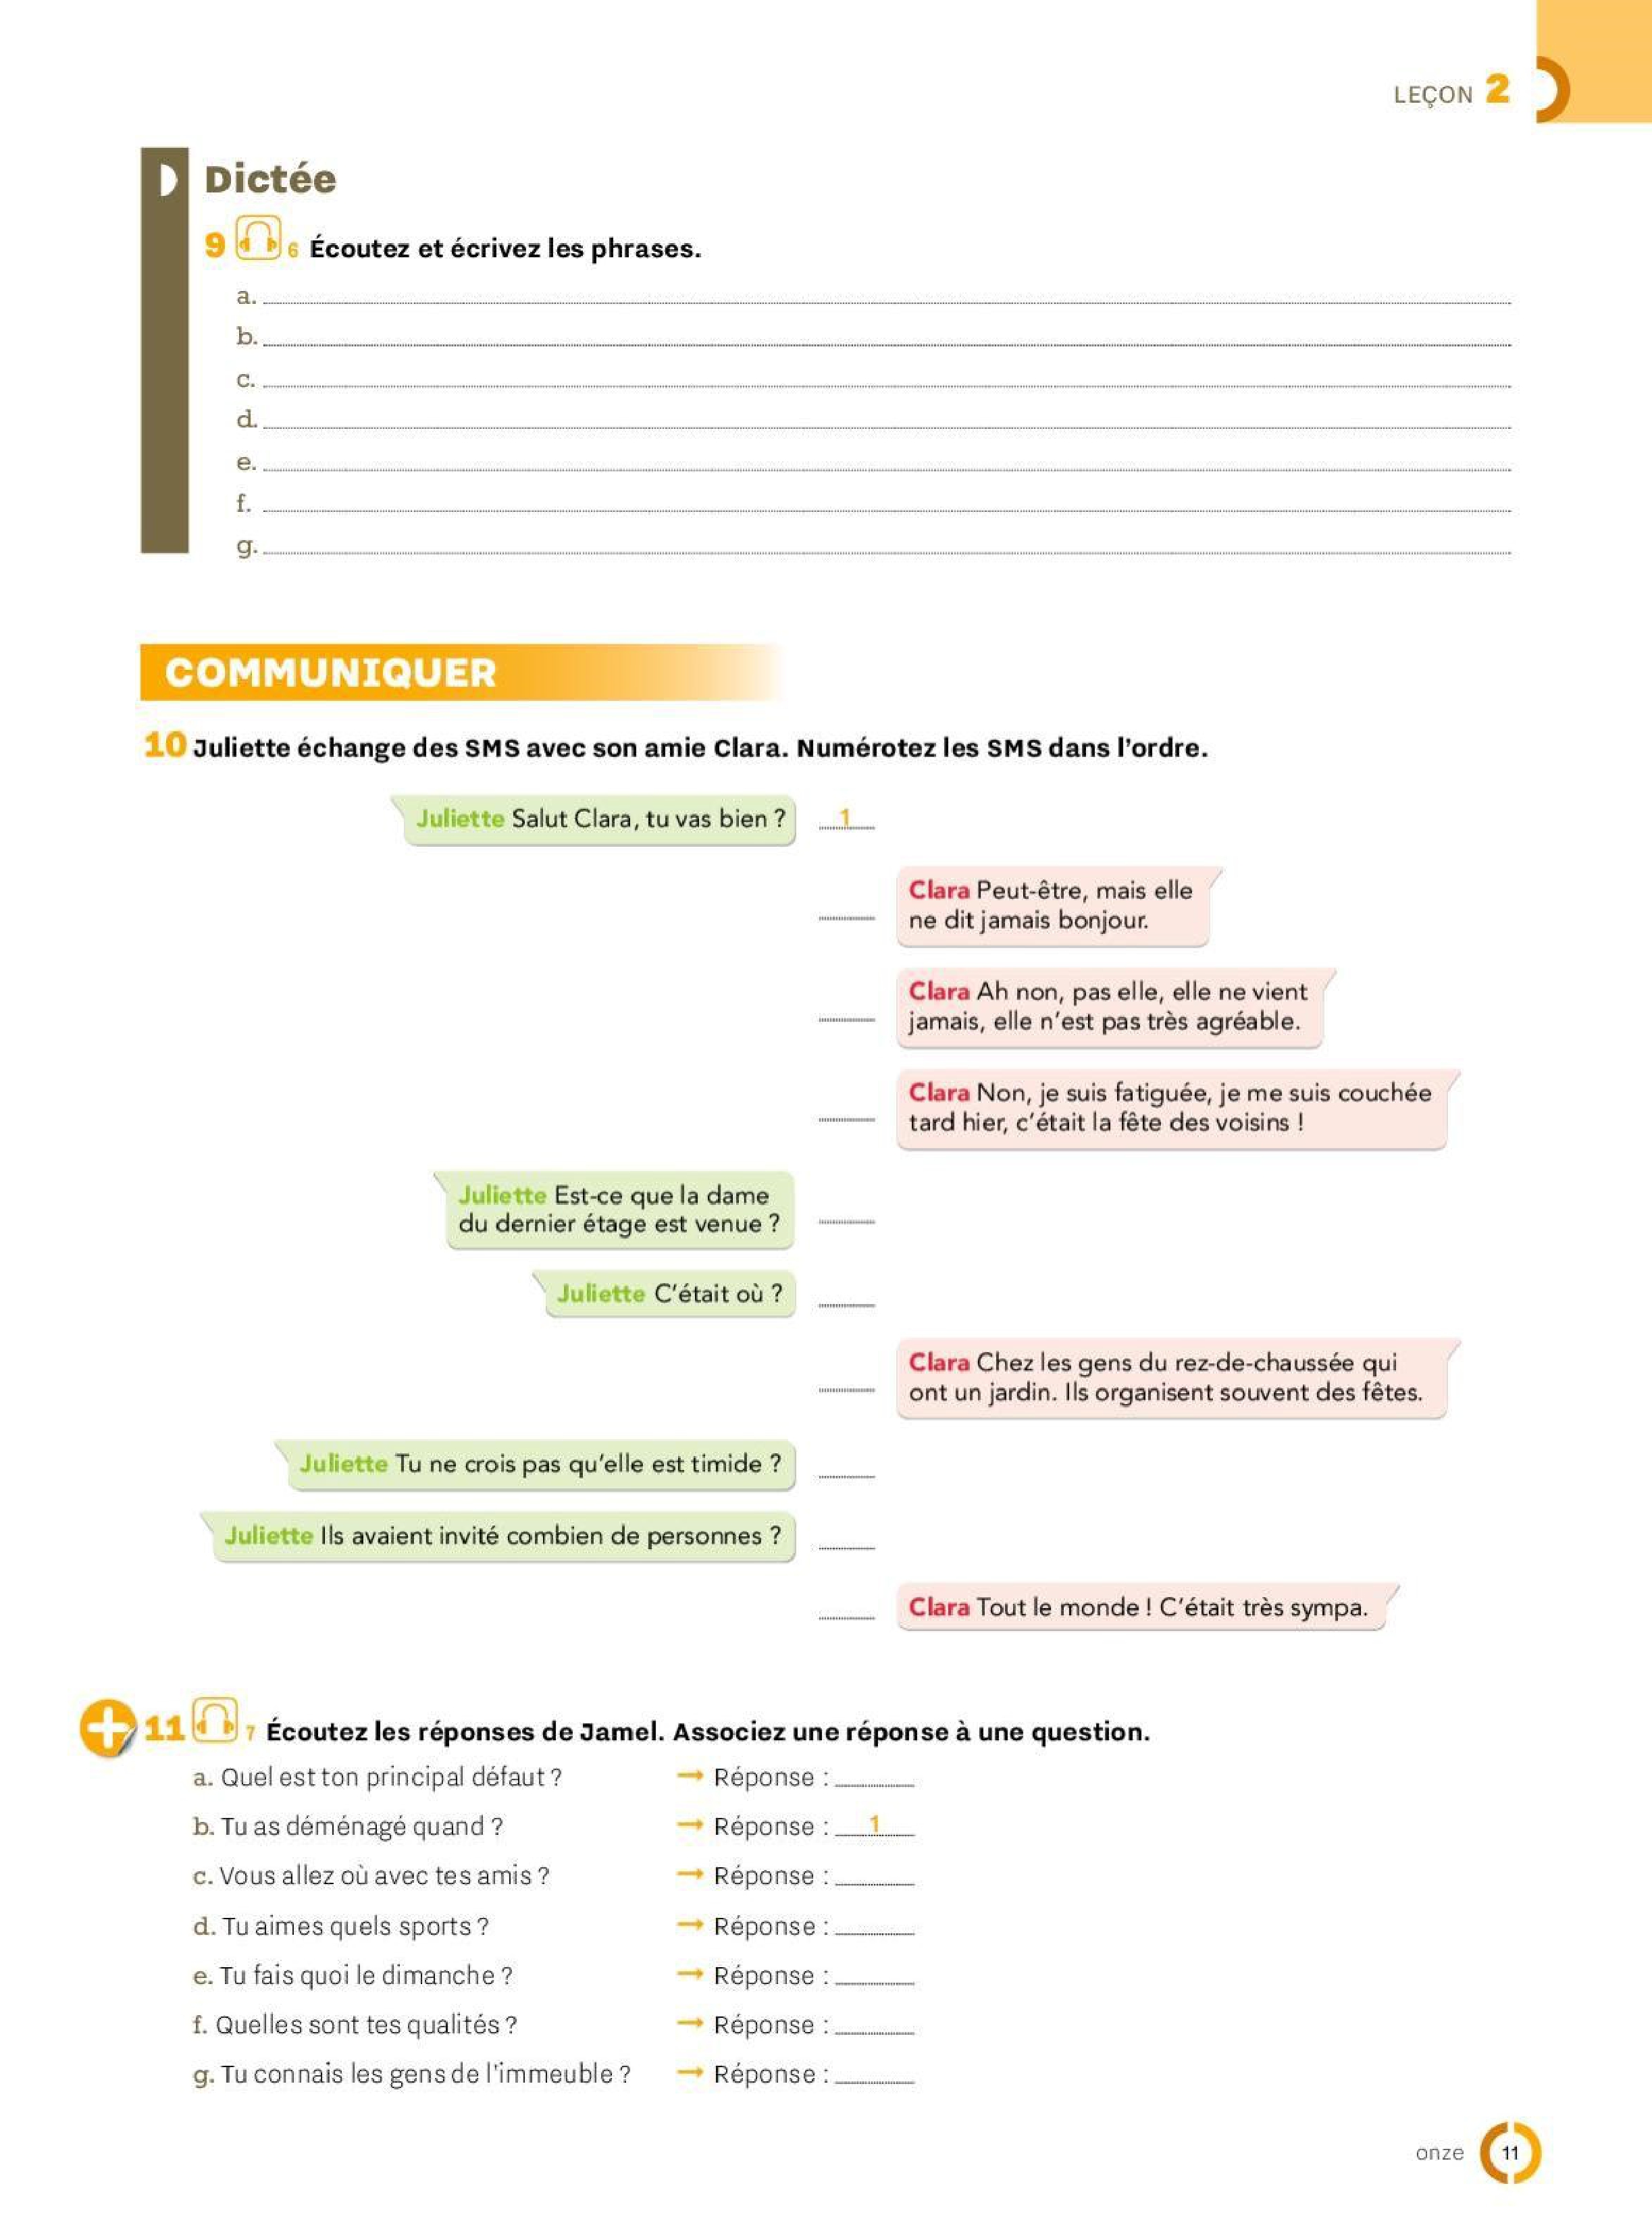 LEÇON 2
Dictée
9 6 Écoutez et écrivez les phrases.
a.
b.
c.
d.
e.
f.
g.
COMMUNIQUER
10 Juliette échange des SMS avec son amie Clara. Numérotez les SMS dans l'ordre.
Juliette Salut Clara, tu vas bien ? 1
Clara Peut-être, mais elle
ne dit jamais bonjour.
Clara Ah non, pas elle, elle ne vient
jamais, elle n'est pas très agréable.
Clara Non, je suis fatiguée, je me suis couchée
tard hier, c'était la fête des voisins !
Juliette Est-ce que la dame
du dernier étage est venue ?
Juliette C'était où ?
Clara Chez les gens du rez-de-chaussée qui
ont un jardin. Ils organisent souvent des fêtes.
Juliette Tu ne crois pas qu'elle est timide ?
Juliette Ils avaient invité combien de personnes ?
Clara Tout le monde ! C'était très sympa.
11 7 Écoutez les réponses de Jamel. Associez une réponse à une question.
a. Quel est ton principal défaut ? → Réponse :
b. Tu as déménagé quand ? → Réponse : 1
c. Vous allez où avec tes amis ? → Réponse :
d. Tu aimes quels sports ? → Réponse :
e. Tu fais quoi le dimanche ? → Réponse :
f. Quelles sont tes qualités ? → Réponse :
g. Tu connais les gens de l'immeuble ? → Réponse :
onze 11